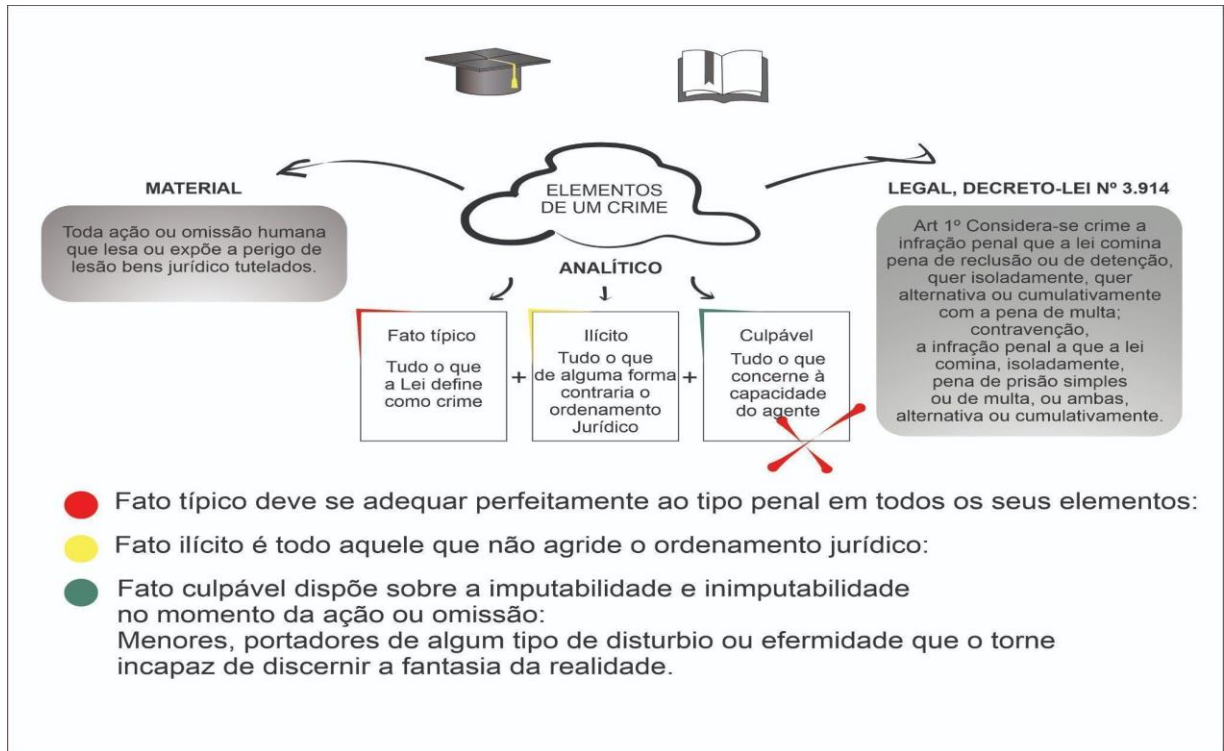 ELEMENTOS
DE UM CRIME
MATERIAL
Toda ação ou omissão humana
que lesa ou expõe a perigo de
lesão bens jurídico tutelados.
LEGAL, DECRETO-LEI Nº 3.914
Art 1º Considera-se crime a
infração penal que a lei comina
pena de reclusão ou de detenção,
quer isoladamente, quer
alternativa ou cumulativamente
com a pena de multa;
contravenção,
a infração penal a que a lei
comina, isoladamente,
pena de prisão simples
ou de multa, ou ambas,
alternativa ou cumulativamente.
ANALÍTICO
Fato típico
Tudo o que
a Lei define
como crime
+
Ilícito
Tudo o que
de alguma forma
contraria o
ordenamento
Jurídico
+
Culpável
Tudo o que
concerne à
capacidade
do agente
Fato típico deve se adequar perfeitamente ao tipo penal em todos os seus elementos:
Fato ilícito é todo aquele que não agride o ordenamento jurídico:
Fato culpável dispõe sobre a imputabilidade e inimputabilidade
no momento da ação ou omissão:
Menores, portadores de algum tipo de disturbio ou efermidade que o torne
incapaz de discernir a fantasia da realidade.